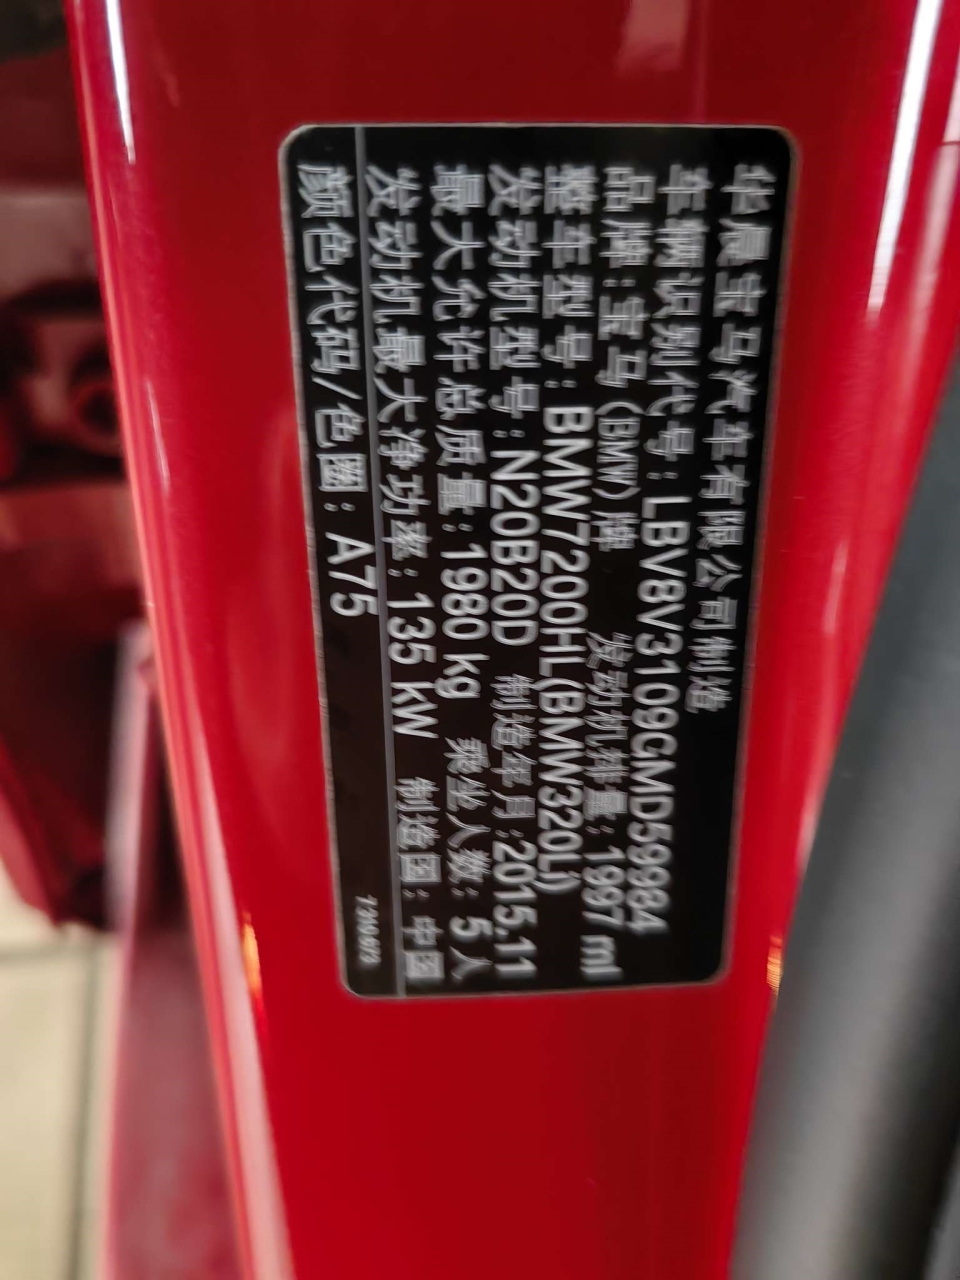 华晨宝马汽车有限公司制造
车辆识别代号：LBV8V3109GMD59984
品牌：宝马（BMW）牌 发动机排量：1997 ml
整车型号：BMW7200HL(BMW320Li)
发动机型号：N20B20D 制造年月：2015.11
最大允许总质量：1980 kg 乘坐人数：5人
发动机最大净功率：135 kW 制造国：中国
颜色代码/色圈：A75